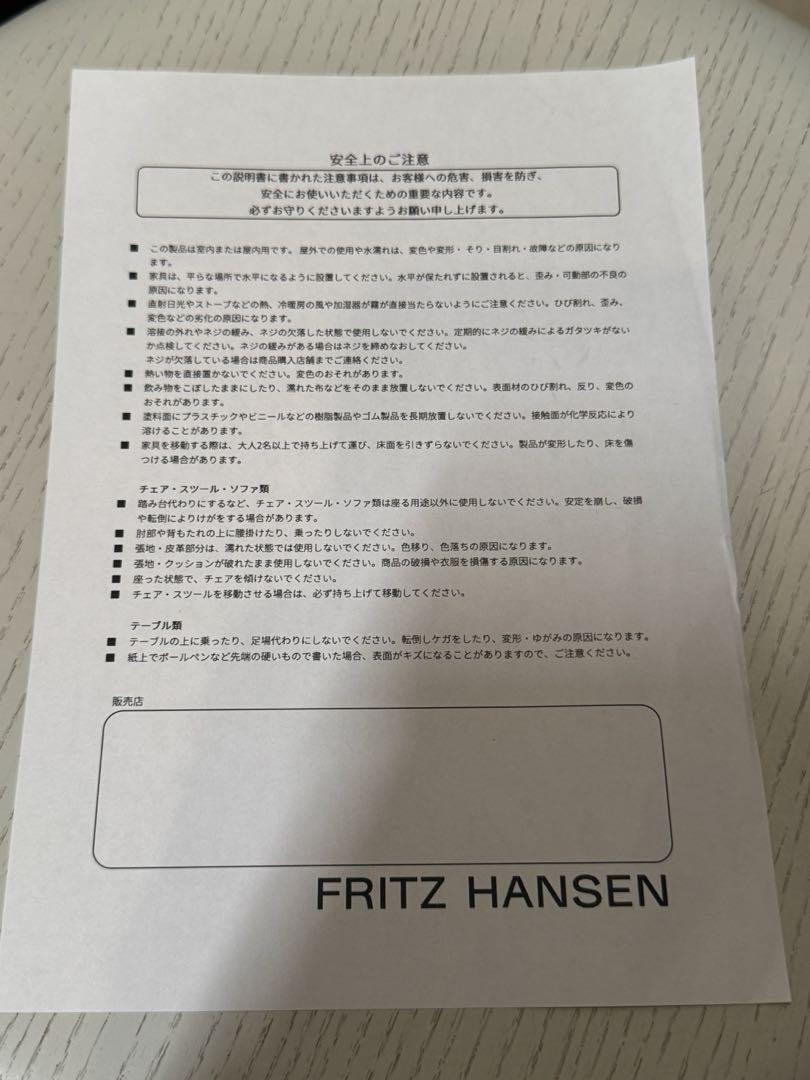 安全上のご注意
この説明書に書かれた注意事項は、お客様への危害、損害を防ぎ、
安全にお使いいただくための重要な内容です。
必ずお守りくださいますようお願い申し上げます。
■ この製品は室内または屋内用です。 屋外での使用や水濡れは、変色や変形・ そり・目割れ・故障などの原因になり
ます。
■ 家具は、平らな場所で水平になるように設置してください。水平が保たれずに設置されると、歪み・可動部の不良の
原因になります。
■ 直射日光やストーブなどの熱、冷暖房の風や加湿器が霧が直接当たらないようにご注意ください。ひび割れ、歪み、
変色などの劣化の原因になります。
■ 溶接の外れやネジの緩み、ネジの欠落した状態で使用しないでください。定期的にネジの緩みによるガタツキがない
か点検してください。ネジの緩みがある場合はネジを締めなおしてください。
ネジが欠落している場合は商品購入店舗までご連絡ください。
■ 熱い物を直接置かないでください。変色のおそれがあります。
■ 飲み物をこぼしたままにしたり、濡れた布などをそのまま放置しないでください。表面材のひび割れ、反り、変色の
おそれがあります。
■ 塗料面にプラスチックやビニールなどの樹脂製品やゴム製品を長期放置しないでください。接触面が化学反応により
溶けることがあります。
■ 家具を移動する際は、大人2名以上で持ち上げて運び、床面を引きずらないでください。製品が変形したり、床を傷
つける場合があります。
チェア・スツール・ソファ類
■ 踏み台代わりにするなど、チェア・スツール・ソファ類は座る用途以外に使用しないでください。安定を崩し、破損
や転倒によりけがをする場合があります。
■ 肘部や背もたれの上に腰掛けたり、乗ったりしないでください。
■ 張地・皮革部分は、濡れた状態では使用しないでください。色移り、色落ちの原因になります。
■ 張地・クッションが破れたまま使用しないでください。商品の破損や衣服を損傷する原因になります。
■ 座った状態で、チェアを傾けないでください。
■ チェア・スツールを移動させる場合は、必ず持ち上げて移動してください。
テーブル類
■ テーブルの上に乗ったり、足場代わりにしないでください。転倒しケガをしたり、変形・ゆがみの原因になります。
■ 紙上でボールペンなど先端の硬いもので書いた場合、表面がキズになることがありますので、ご注意ください。
販売店
FRITZ HANSEN